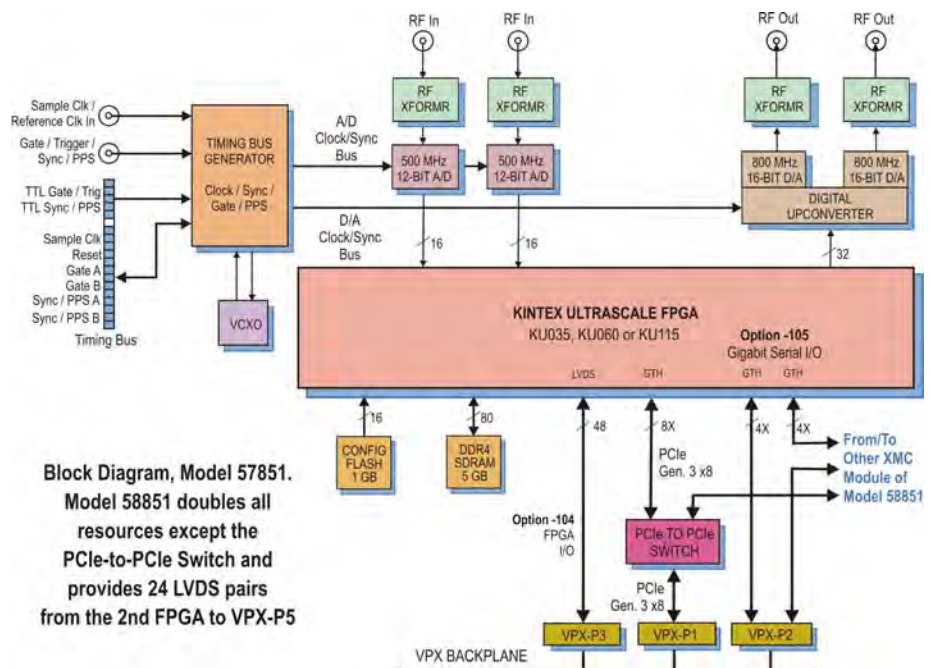 RF In
RF In
RF Out
RF Out
RF
XFORMR
RF
XFORMR
RF
XFORMR
RF
XFORMR
Sample Clk /
Reference Clk In
Gate / Trigger /
Sync / PPS
TTL Gate / Trig
TTL Sync / PPS
Sample Clk
Reset
Gate A
Gate B
Sync / PPS A
Sync / PPS B
Timing Bus
TIMING BUS
GENERATOR
Clock / Sync /
Gate / PPS
VCXO
A/D
Clock/Sync
Bus
D/A
Clock/Sync
Bus
500 MHz
12-BIT A/D
500 MHz
12-BIT A/D
800 MHz
16-BIT D/A
800 MHz
16-BIT D/A
DIGITAL
UPCONVERTER
16
16
32
KINTEX ULTRASCALE FPGA
KU035, KU060 or KU115
Option -105
Gigabit Serial I/O
LVDS
GTH
GTH
GTH
16
80
48
8X
4X
4X
CONFIG
FLASH
1 GB
DDR4
SDRAM
5 GB
PCIe
Gen. 3 x8
From/To
Other XMC
Module of
Model 58851
Option -104
FPGA
I/O
PCIe TO PCIe
SWITCH
PCIe
Gen. 3 x8
Block Diagram, Model 57851.
Model 58851 doubles all
resources except the
PCIe-to-PCIe Switch and
provides 24 LVDS pairs
from the 2nd FPGA to VPX-P5
VPX-P3
VPX-P1
VPX-P2
VPX BACKPLANE